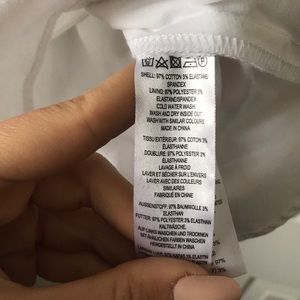 SHELL: 97% COTTON 3% ELASTANE/
SPANDEX
LINING: 97% POLYESTER 3%
ELASTANE/SPANDEX
COLD WATER WASH.
WASH AND DRY INSIDE OUT
WASH WITH SIMILAR COLOURS
MADE IN CHINA
TISSU EXTÉRIEUR: 97% COTON 3%
ÉLASTHANNE
DOUBLURE: 97% POLYESTER 3%
ÉLASTHANNE
LAVAGE À FROID
LAVER ET SÉCHER SUR L'ENVERS
LAVER AVEC DES COULEURS
SIMILAIRES
FABRIQUÉ EN CHINE
AUSSENSTOFF: 97% BAUMWOLLE 3%
ELASTHAN
FUTTER: 97% POLYESTER 3% ELASTHAN
KALTWÄSCHE,
AUF LINKS WASCHEN UND TROCKNEN
MIT ÄHNLICHEN FARBEN WASCHEN
HERGESTELLT IN CHINA